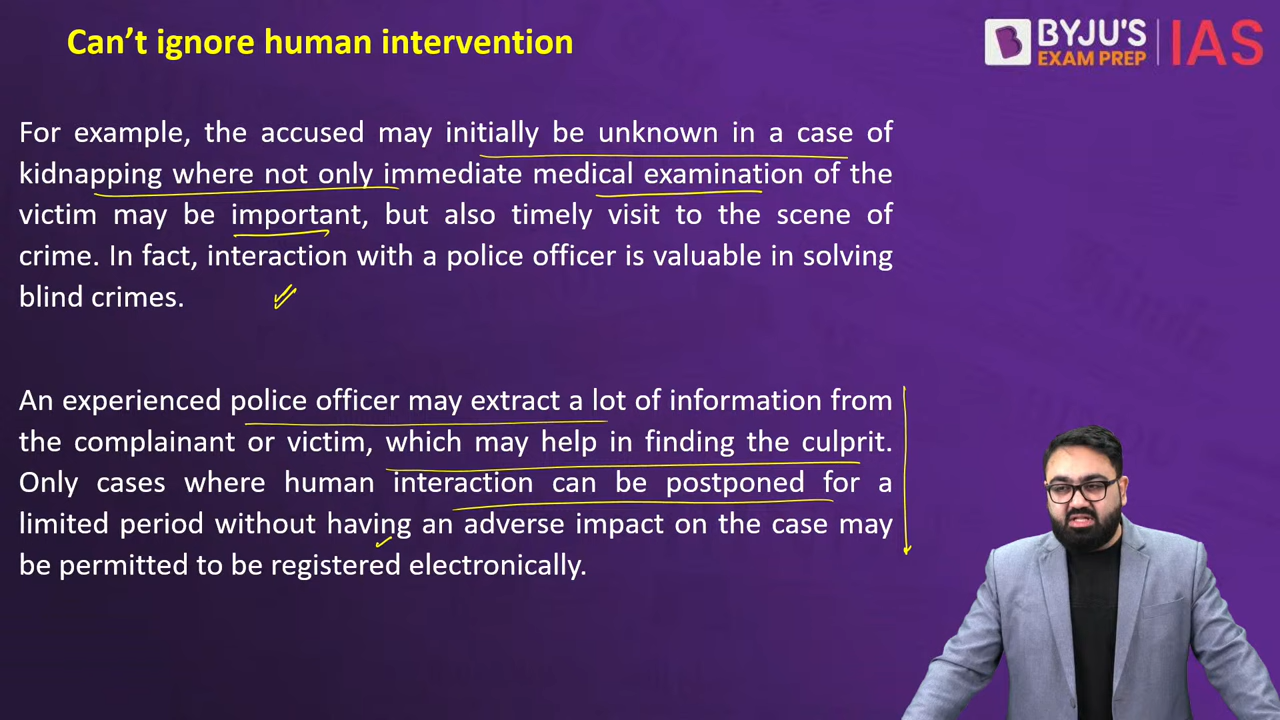 Can't ignore human intervention
BYJU'S
EXAM PREP
IAS
For example, the accused may initially be unknown in a case of
kidnapping where not only immediate medical examination of the
victim may be important, but also timely visit to the scene of
crime. In fact, interaction with a police officer is valuable in solving
blind crimes.
An experienced police officer may extract a lot of information from
the complainant or victim, which may help in finding the culprit.
Only cases where human interaction can be postponed for a
limited period without having an adverse impact on the case may
be permitted to be registered electronically.